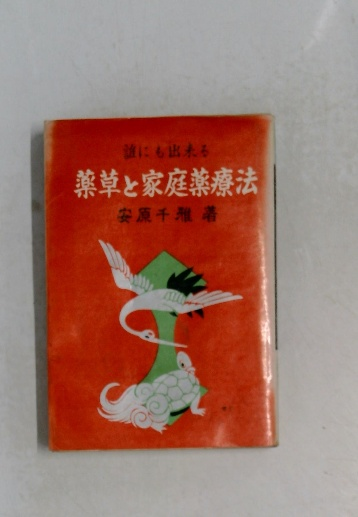 誰にも出来る
薬草と家庭薬療法
安原千雅著